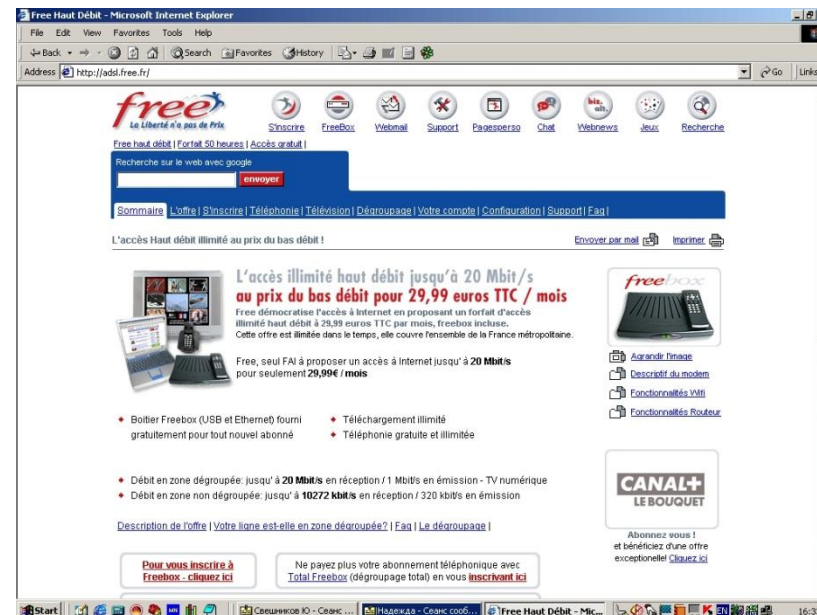 Free Haut Débit - Microsoft Internet Explorer
File Edit View Favorites Tools Help
Back Search Favorites History
Address http://adsl.free.fr/ Go Links
free
La Liberté n'a pas de Prix
S'inscrire FreeBox Webmail Support Pagesperso Chat Webnews Jeux Recherche
biz. alt.
Free haut débit | Forfait 50 heures | Accès gratuit |
Recherche sur le web avec google
envoyer
Sommaire L'offre | S'inscrire | Téléphonie | Télévision | Dégroupage | Votre compte | Configuration | Support | Faq |
L'accès Haut débit illimité au prix du bas débit !
Envoyer par mail Imprimer
L'accès illimité haut débit jusqu'à 20 Mbit/s
au prix du bas débit pour 29,99 euros TTC / mois
Free démocratise l'accès à Internet en proposant un forfait d'accès
illimité haut débit à 29,99 euros TTC par mois, freebox incluse.
Cette offre est illimitée dans le temps, elle couvre l'ensemble de la France métropolitaine.
Free, seul FAI à proposer un accès à Internet jusqu' à 20 Mbit/s
pour seulement 29,99€ / mois
freebox
Agrandir l'image
Descriptif du modem
Fonctionnalités Wifi
Fonctionnalités Routeur
Boitier Freebox (USB et Ethernet) fourni
gratuitement pour tout nouvel abonné
Téléchargement illimité
Téléphonie gratuite et illimitée
Débit en zone dégroupée: jusqu' à 20 Mbit/s en réception / 1 Mbit/s en émission - TV numérique
Débit en zone non dégroupée: jusqu' à 10272 kbit/s en réception / 320 kbit/s en émission
Description de l'offre | Votre ligne est-elle en zone dégroupée? | Faq | Le dégroupage |
CANAL+
LE BOUQUET
Abonnez vous !
et bénéficiez d'une offre
exceptionelle! Cliquez ici
Pour vous inscrire à
Freebox - cliquez ici
Ne payez plus votre abonnement téléphonique avec
Total Freebox (dégroupage total) en vous inscrivant ici
Start Свешников Ю - Сеанс ... Надежда - Сеанс сооб... Free Haut Débit - Mic... EN 16:3